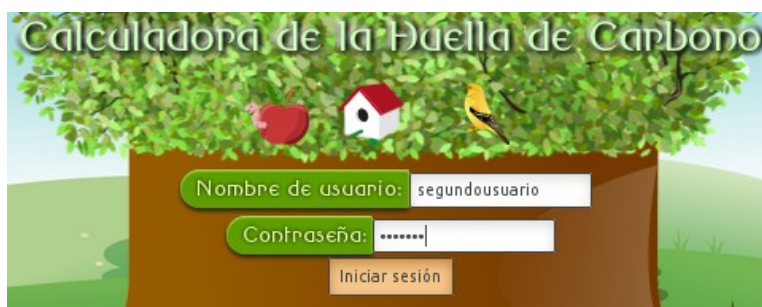 Calculadora de la Huella de Carbono
Nombre de usuario: segundousuario
Contraseña: •••••••
Iniciar sesión